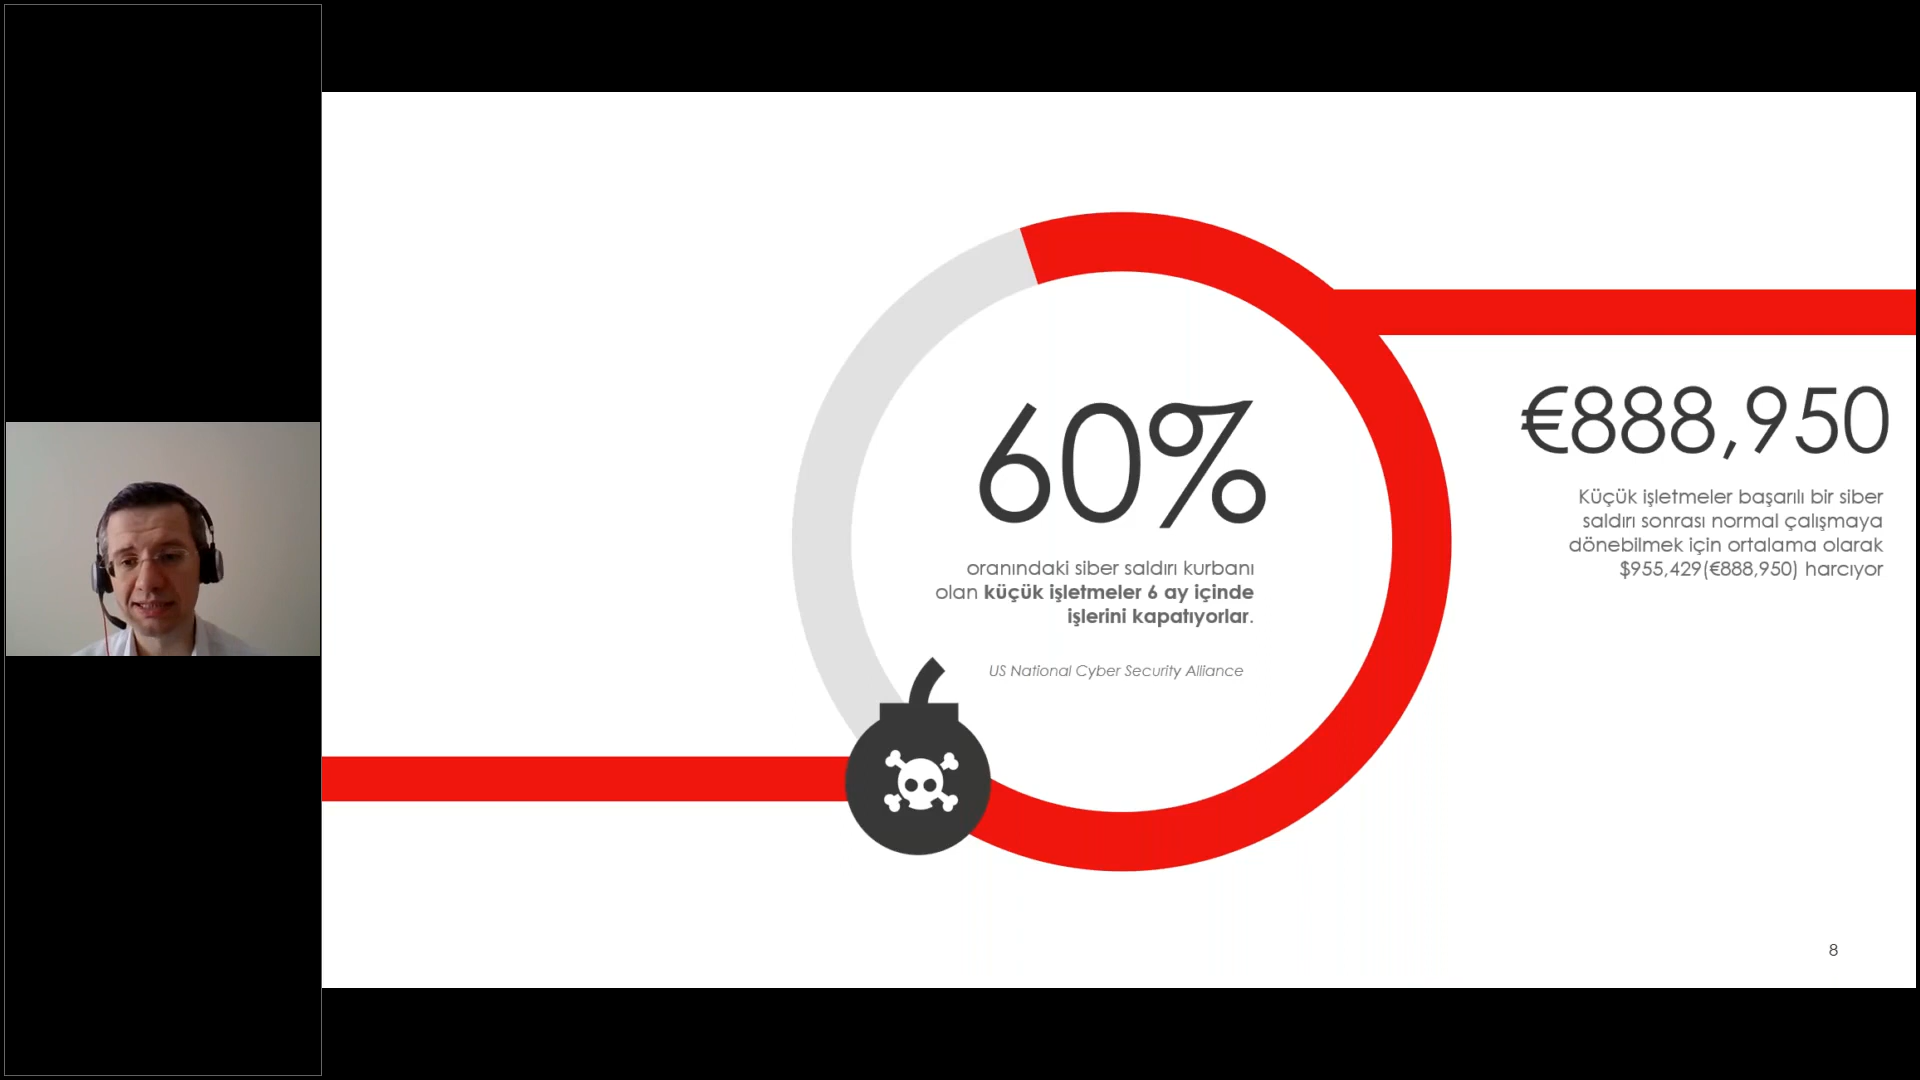 60%
oranındaki siber saldırı kurbanı
olan küçük işletmeler 6 ay içinde
işlerini kapatıyorlar.
US National Cyber Security Alliance
€888,950
Küçük işletmeler başarılı bir siber
saldırı sonrası normal çalışmaya
dönebilmek için ortalama olarak
$955,429(€888,950) harcıyor
8